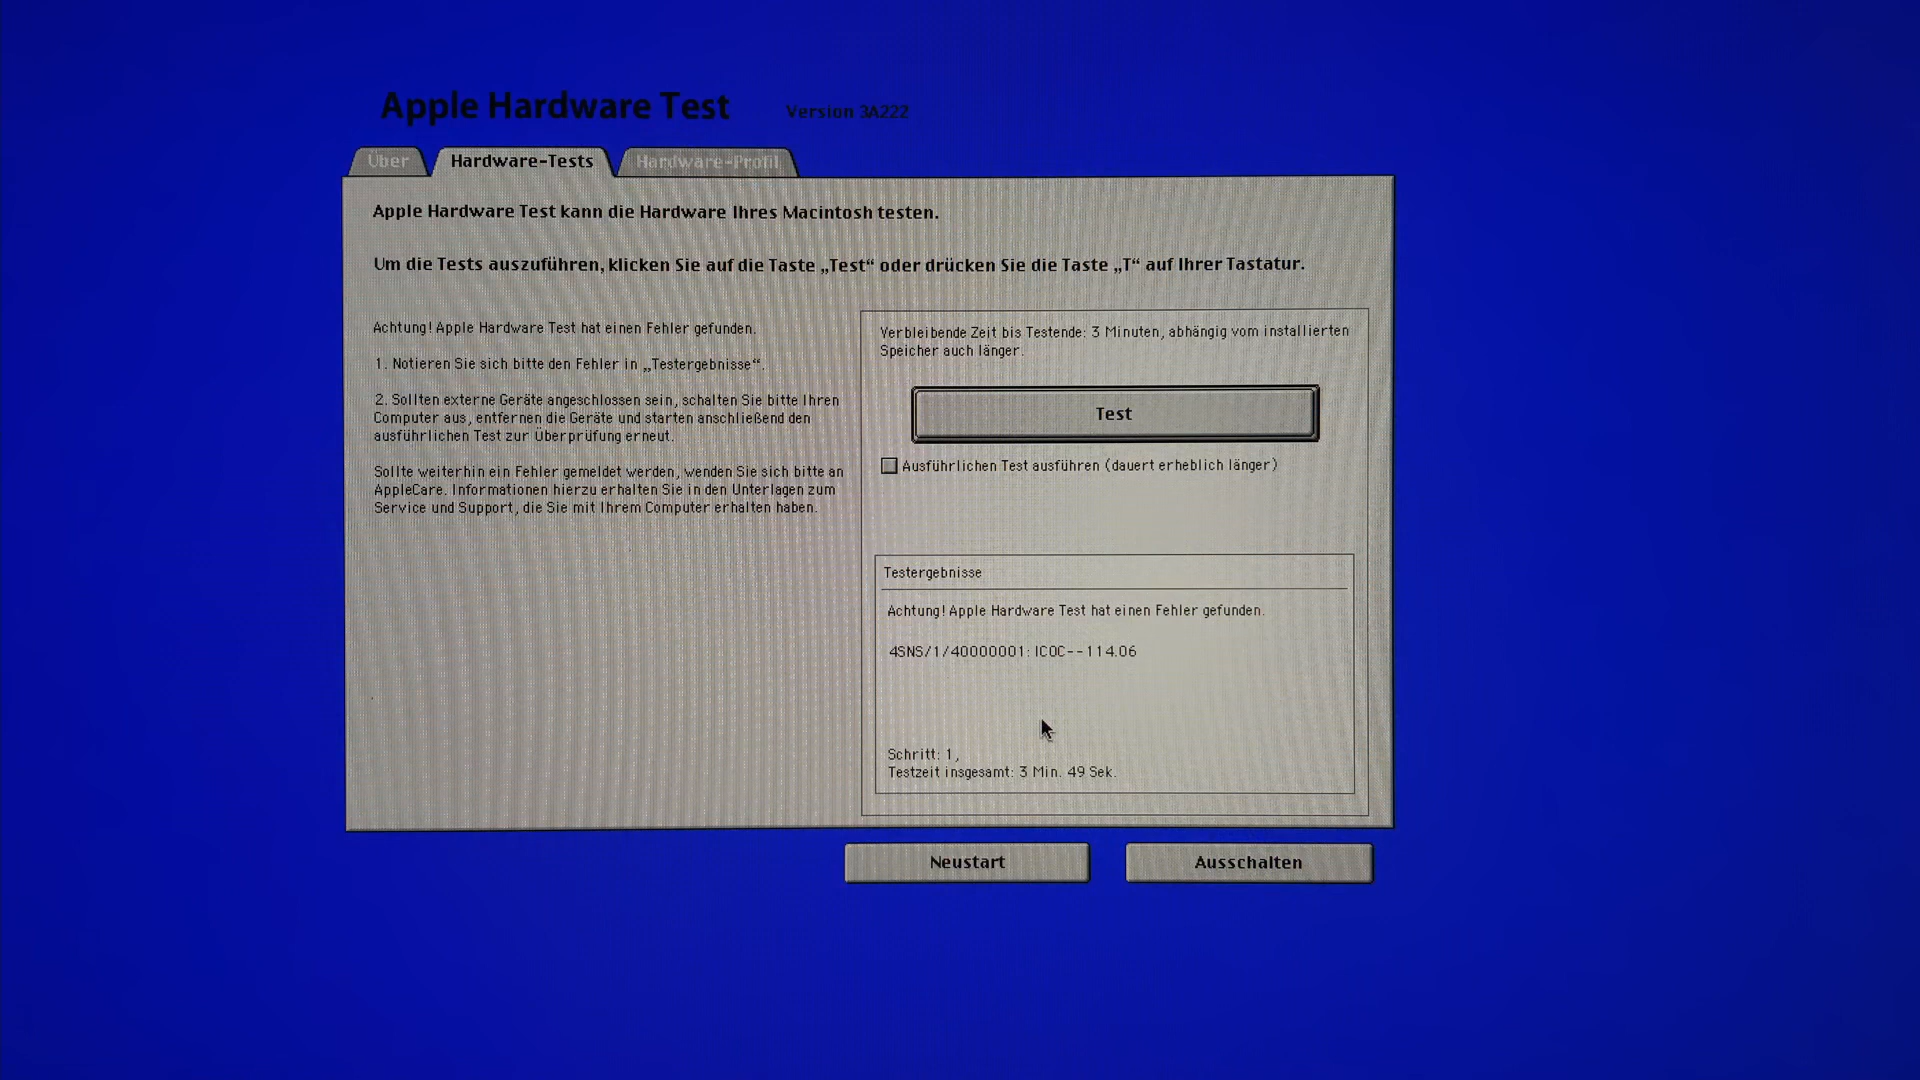 Apple Hardware Test Version 3A222
Über Hardware-Tests Hardware-Profil
Apple Hardware Test kann die Hardware Ihres Macintosh testen.
Um die Tests auszuführen, klicken Sie auf die Taste „Test“ oder drücken Sie die Taste „T“ auf Ihrer Tastatur.
Achtung! Apple Hardware Test hat einen Fehler gefunden.
1. Notieren Sie sich bitte den Fehler in „Testergebnisse“.
2. Sollten externe Geräte angeschlossen sein, schalten Sie bitte Ihren
Computer aus, entfernen die Geräte und starten anschließend den
ausführlichen Test zur Überprüfung erneut.
Sollte weiterhin ein Fehler gemeldet werden, wenden Sie sich bitte an
AppleCare. Informationen hierzu erhalten Sie in den Unterlagen zum
Service und Support, die Sie mit Ihrem Computer erhalten haben.
Verbleibende Zeit bis Testende: 3 Minuten, abhängig vom installierten
Speicher auch länger.
Test
Ausführlichen Test ausführen (dauert erheblich länger)
Testergebnisse
Achtung! Apple Hardware Test hat einen Fehler gefunden.
4SNS/1/40000001: IC0C--114.06
Schritt: 1,
Testzeit insgesamt: 3 Min. 49 Sek.
Neustart
Ausschalten